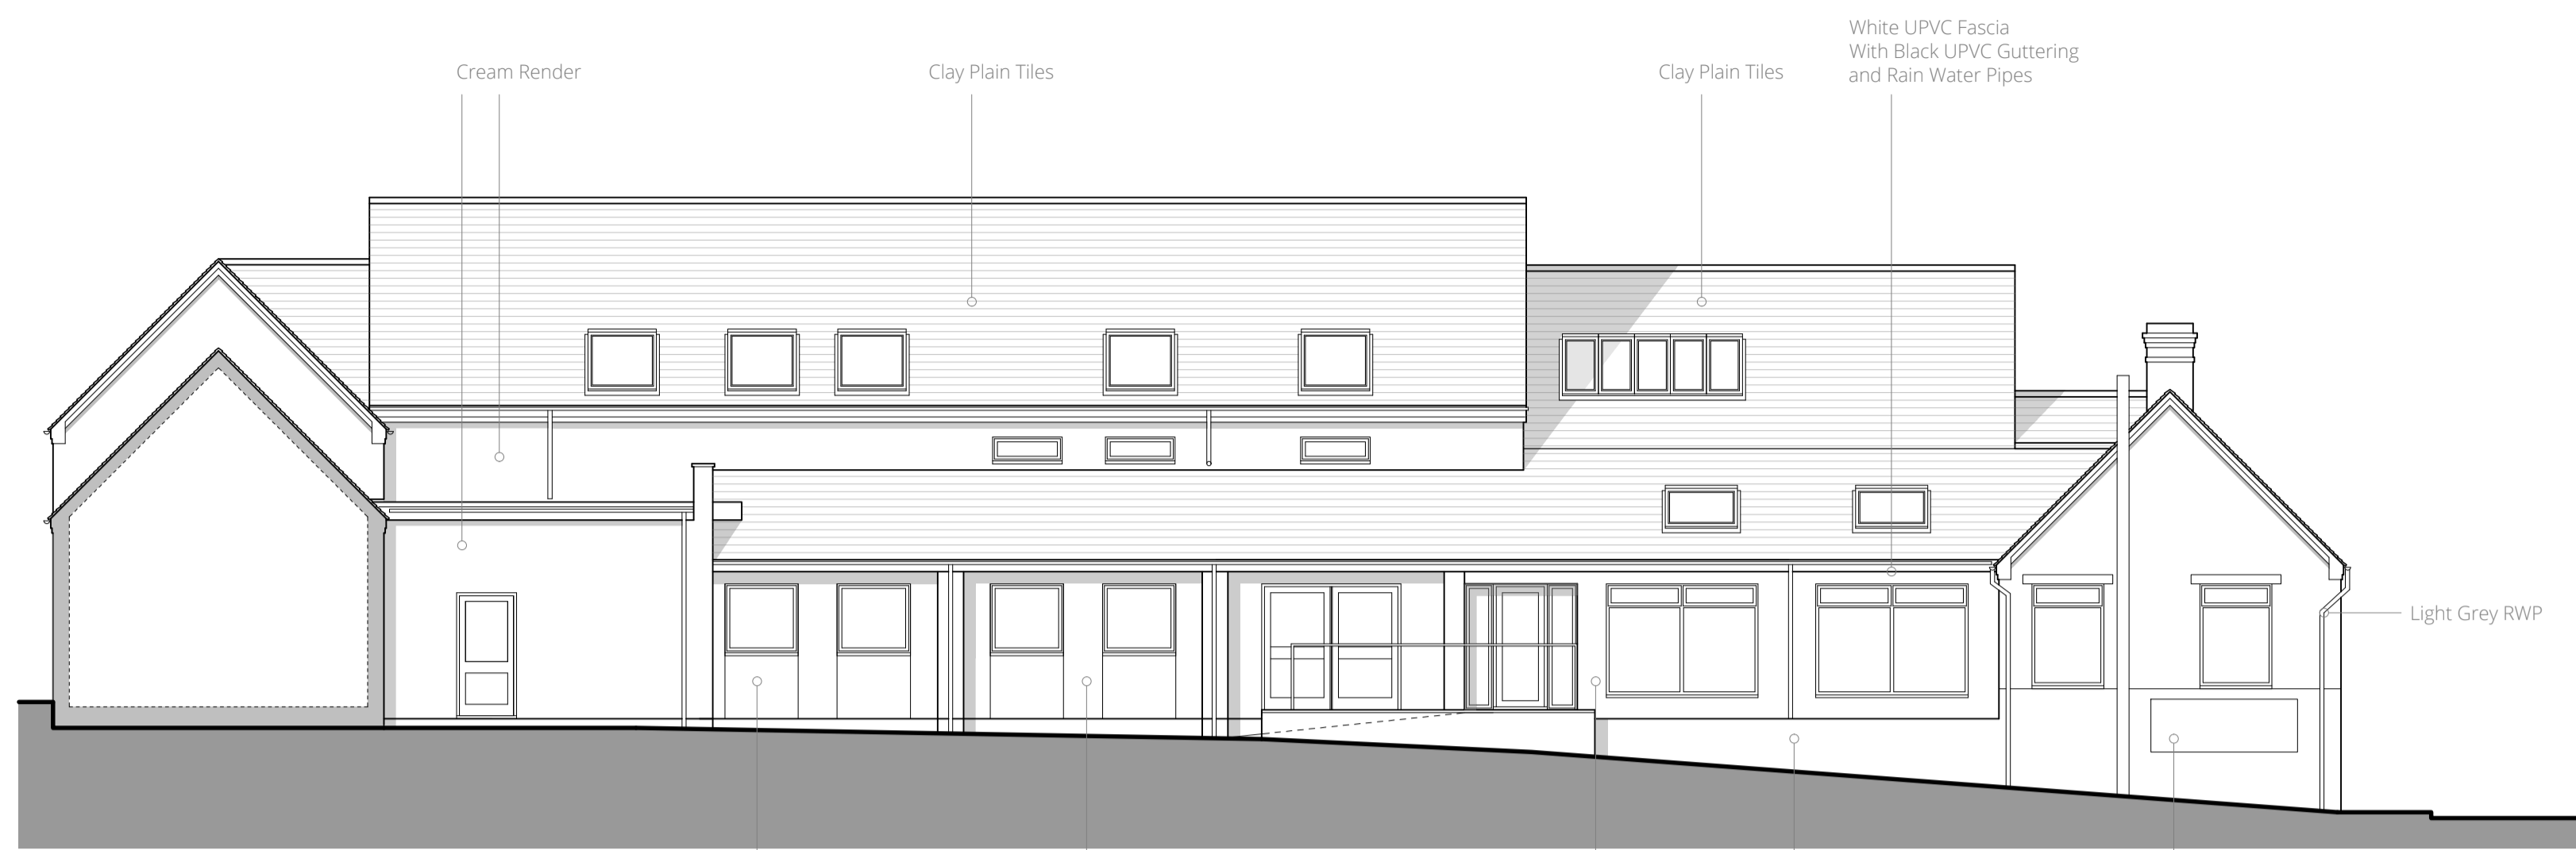 White UPVC Fascia
With Black UPVC Guttering
and Rain Water Pipes
Cream Render
Clay Plain Tiles
Clay Plain Tiles
Light Grey RWP